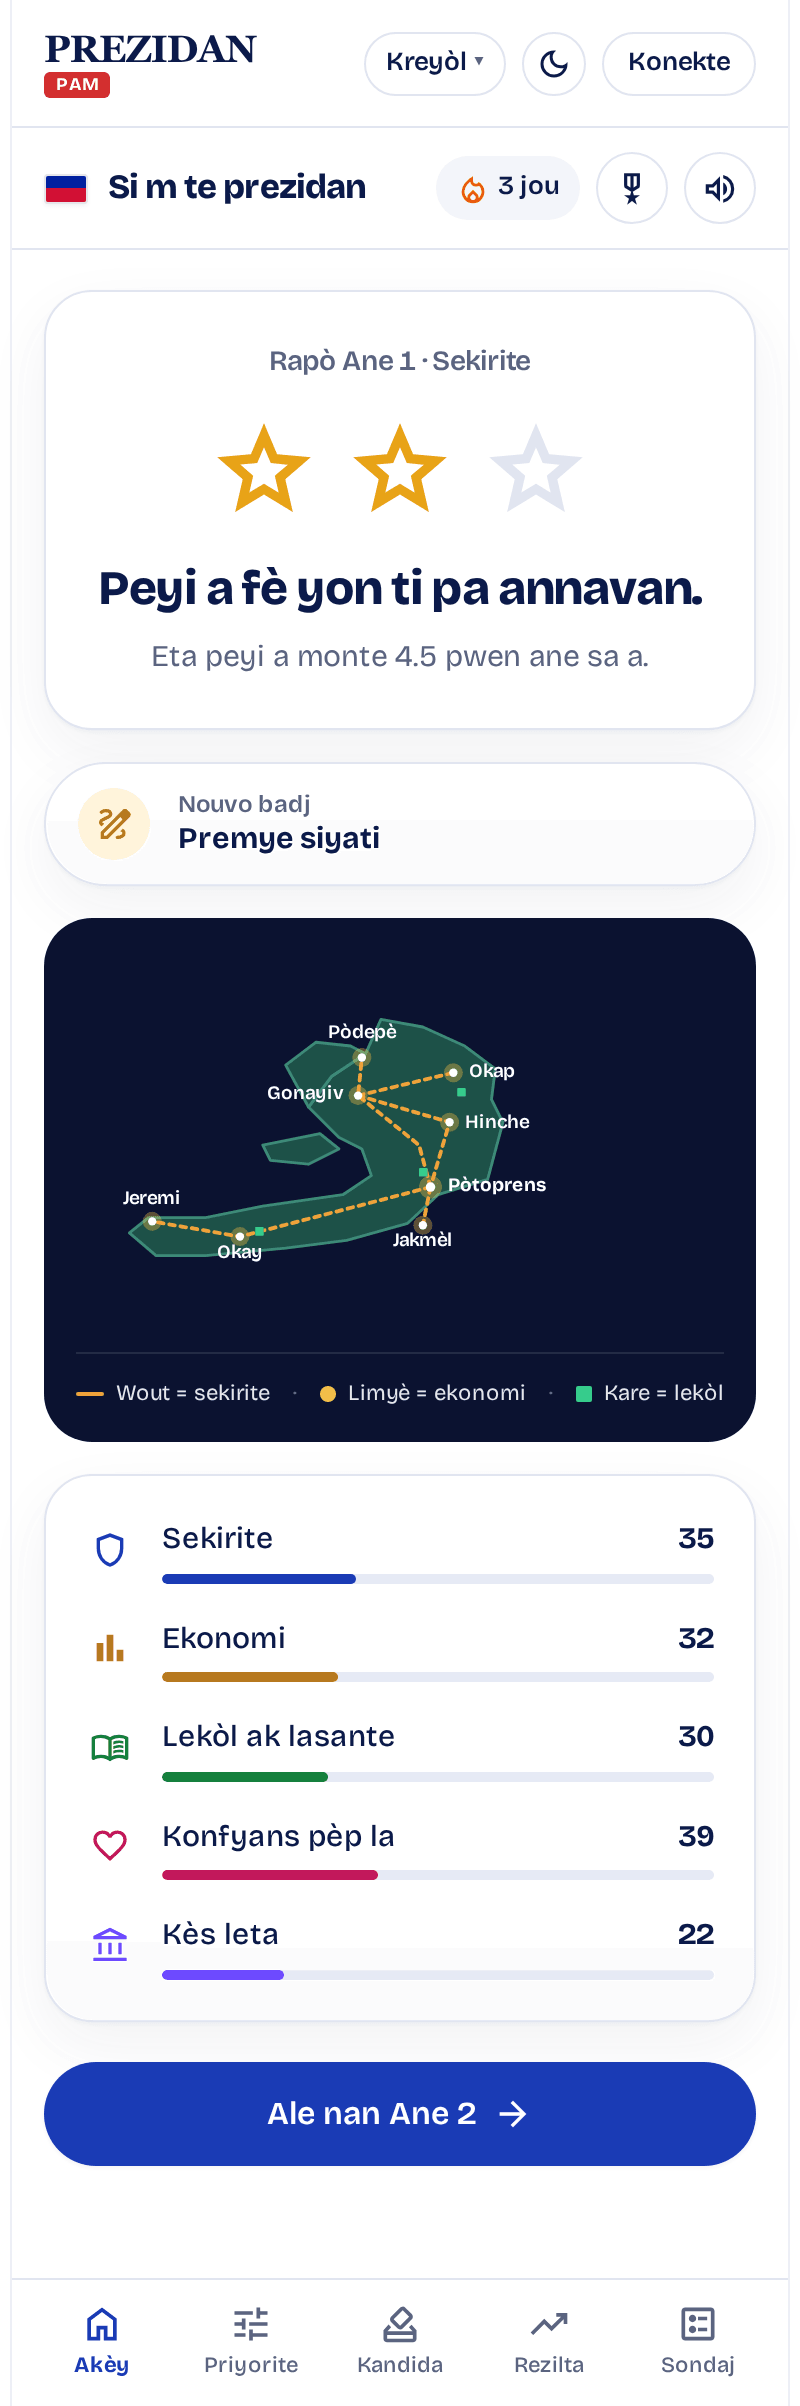 PREZIDAN
PAM
Kreyòl ▾
Konekte
Si m te prezidan
3 jou
Rapò Ane 1 · Sekirite
Peyi a fè yon ti pa annavan.
Eta peyi a monte 4.5 pwen ane sa a.
Nouvo badj
Premye siyati
Pòdepè
Okap
Gonayiv
Hinche
Pòtoprens
Jeremi
Jakmèl
Okay
Wout = sekirite · Limyè = ekonomi · Kare = lekòl
Sekirite 35
Ekonomi 32
Lekòl ak lasante 30
Konfyans pèp la 39
Kès leta 22
Ale nan Ane 2 →
Akèy
Priyorite
Kandida
Rezilta
Sondaj